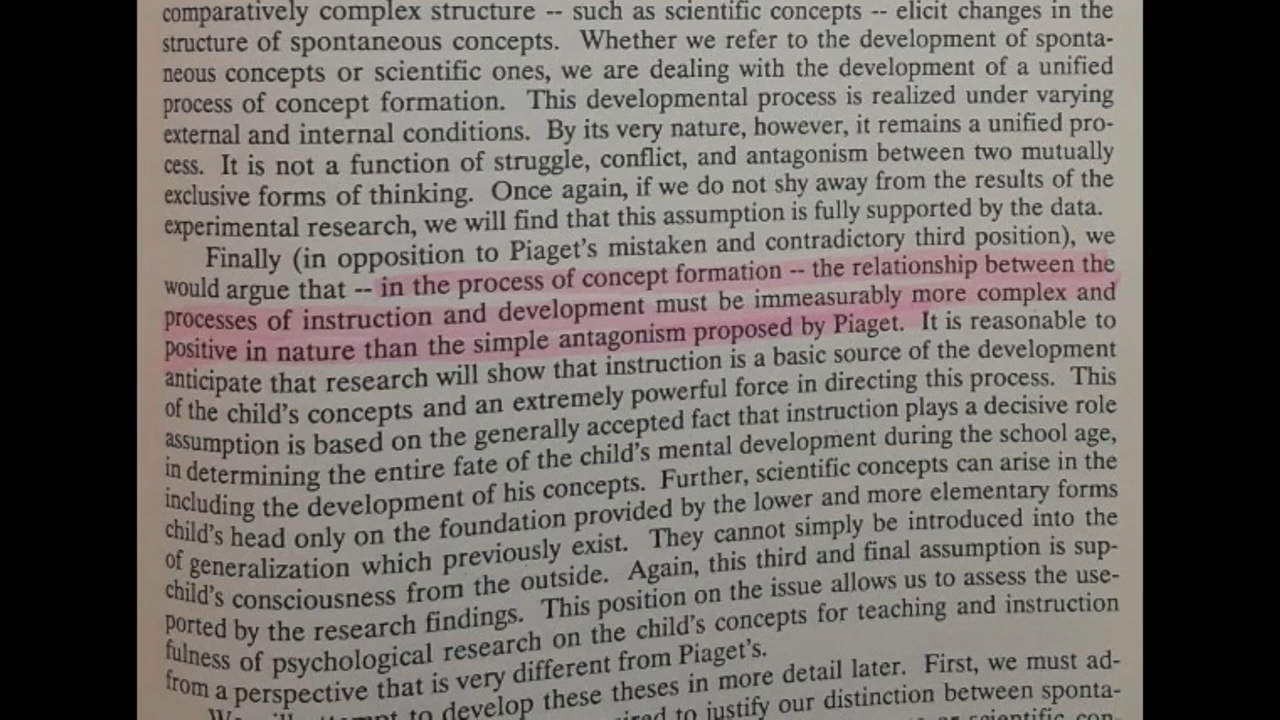 comparatively complex structure -- such as scientific concepts -- elicit changes in the
structure of spontaneous concepts. Whether we refer to the development of sponta-
neous concepts or scientific ones, we are dealing with the development of a unified
process of concept formation. This developmental process is realized under varying
external and internal conditions. By its very nature, however, it remains a unified pro-
cess. It is not a function of struggle, conflict, and antagonism between two mutually
exclusive forms of thinking. Once again, if we do not shy away from the results of the
experimental research, we will find that this assumption is fully supported by the data.
Finally (in opposition to Piaget's mistaken and contradictory third position), we
would argue that -- in the process of concept formation -- the relationship between the
processes of instruction and development must be immeasurably more complex and
positive in nature than the simple antagonism proposed by Piaget. It is reasonable to
anticipate that research will show that instruction is a basic source of the development
of the child's concepts and an extremely powerful force in directing this process. This
assumption is based on the generally accepted fact that instruction plays a decisive role
in determining the entire fate of the child's mental development during the school age,
including the development of his concepts. Further, scientific concepts can arise in the
child's head only on the foundation provided by the lower and more elementary forms
of generalization which previously exist. They cannot simply be introduced into the
child's consciousness from the outside. Again, this third and final assumption is sup-
ported by the research findings. This position on the issue allows us to assess the use-
fulness of psychological research on the child's concepts for teaching and instruction
from a perspective that is very different from Piaget's.
We to develop these theses in more detail later. First, we must ad-
to justify our distinction between sponta-
scientific con-